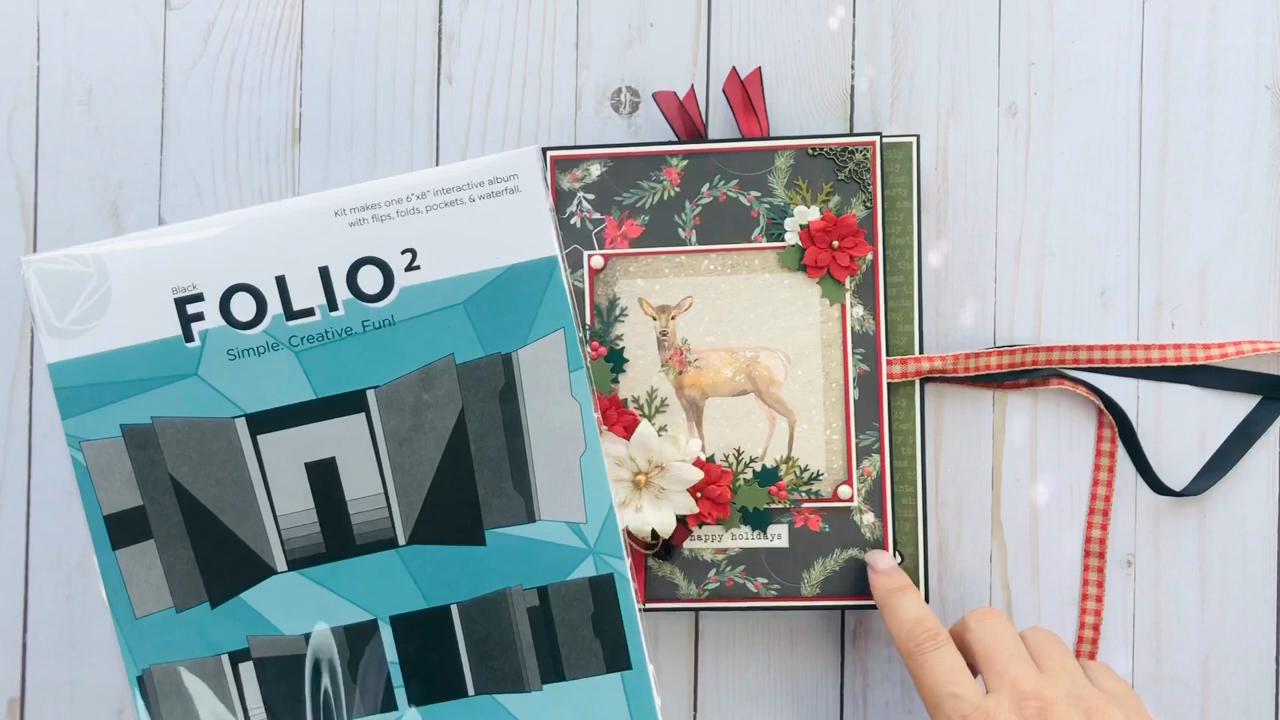 Kit makes one 6"x8" interactive album
with flips, folds, pockets, & waterfall.
Black
FOLIO²
Simple. Creative. Fun!
happy holidays